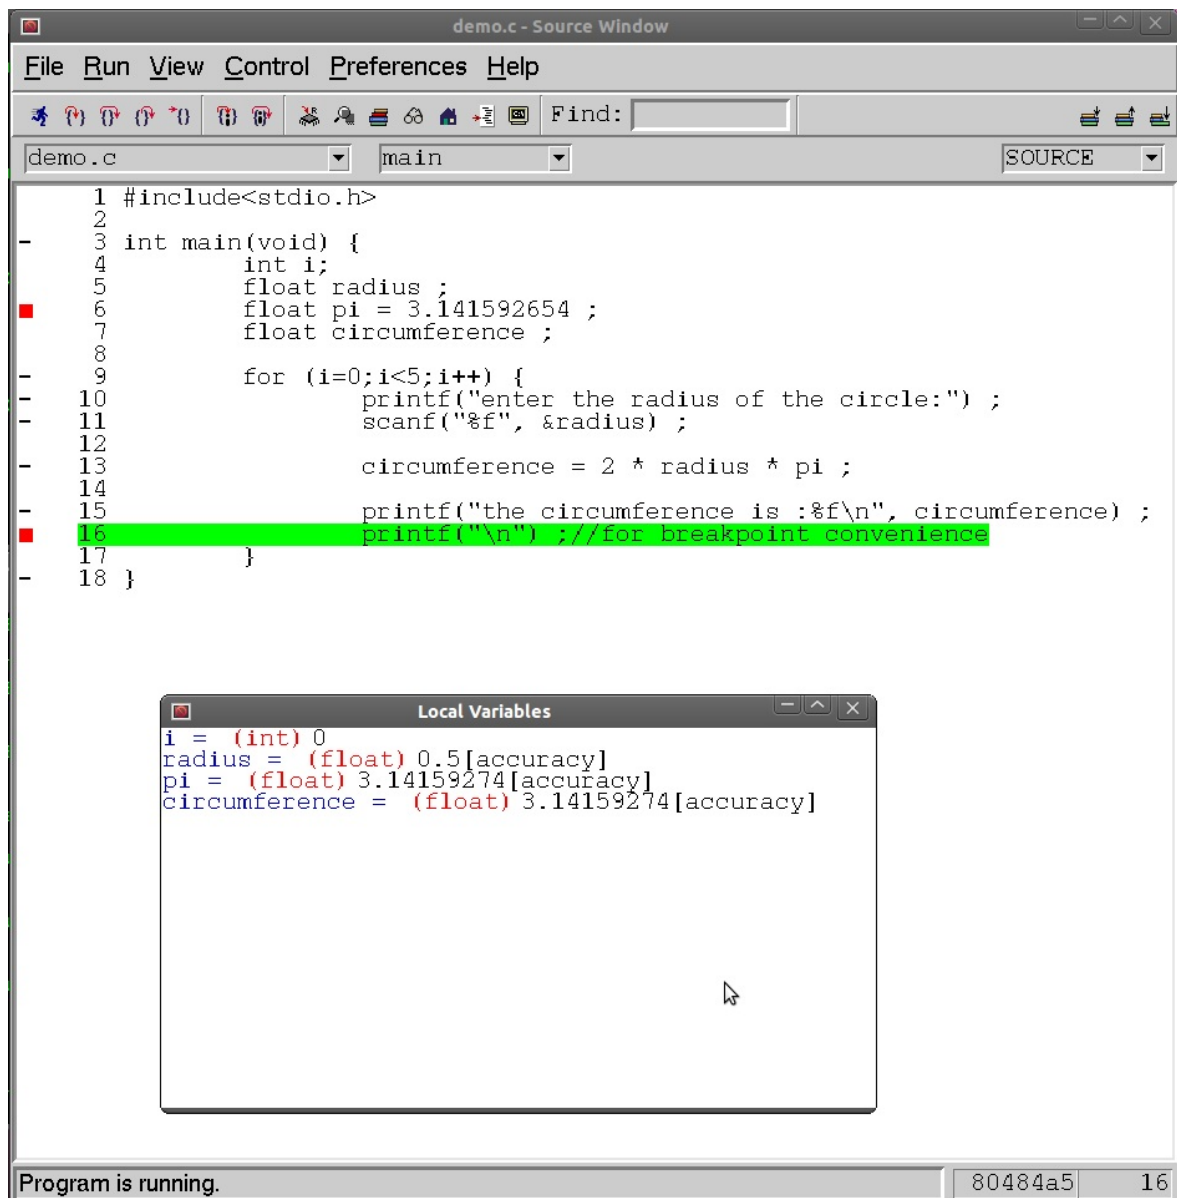 demo.c - Source Window
File Run View Control Preferences Help
Find:
demo.c main SOURCE
1 #include<stdio.h>
2
3 int main(void) {
4 int i;
5 float radius ;
6 float pi = 3.141592654 ;
7 float circumference ;
8
9 for (i=0;i<5;i++) {
10 printf("enter the radius of the circle:") ;
11 scanf("%f", &radius) ;
12
13 circumference = 2 * radius * pi ;
14
15 printf("the circumference is :%f\n", circumference) ;
16 printf("\n") ;//for breakpoint convenience
17 }
18 }
Local Variables
i = (int) 0
radius = (float) 0.5[accuracy]
pi = (float) 3.14159274[accuracy]
circumference = (float) 3.14159274[accuracy]
Program is running. 80484a5 16